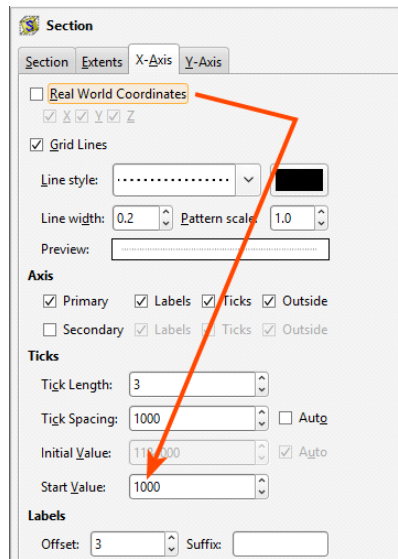 Section
Section Extents X-Axis Y-Axis
Real World Coordinates
X Y Z
Grid Lines
Line style:
Line width: 0.2 Pattern scale: 1.0
Preview:
Axis
Primary Labels Ticks Outside
Secondary Labels Ticks Outside
Ticks
Tick Length: 3
Tick Spacing: 1000 Auto
Initial Value: Auto
Start Value: 1000
Labels
Offset: 3 Suffix: